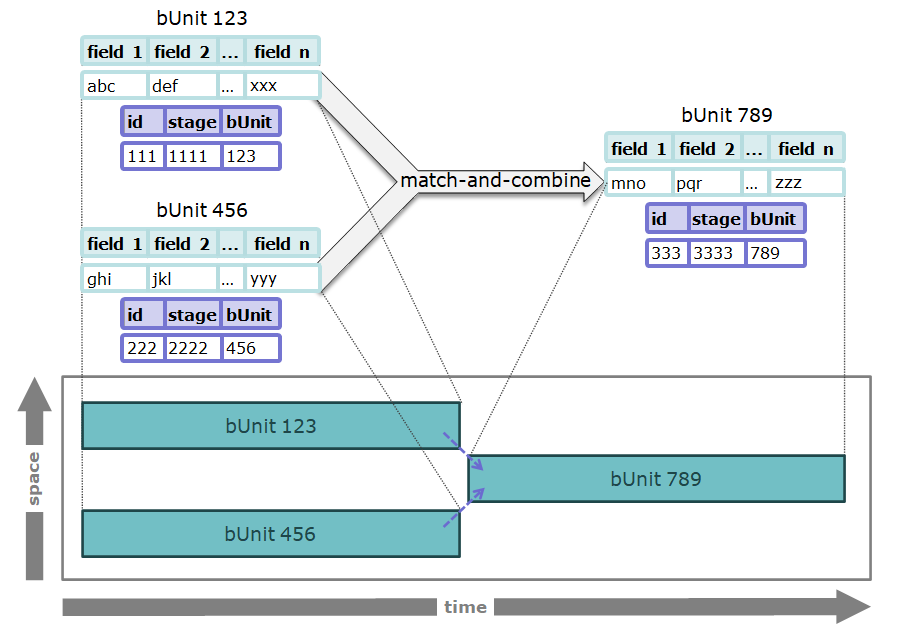 bUnit 123
field 1 field 2 ... field n
abc def ... xxx
id stage bUnit
111 1111 123
bUnit 456
field 1 field 2 ... field n
ghi jkl ... yyy
id stage bUnit
222 2222 456
match-and-combine
bUnit 789
field 1 field 2 ... field n
mno pqr ... zzz
id stage bUnit
333 3333 789
space
bUnit 123
bUnit 789
bUnit 456
time